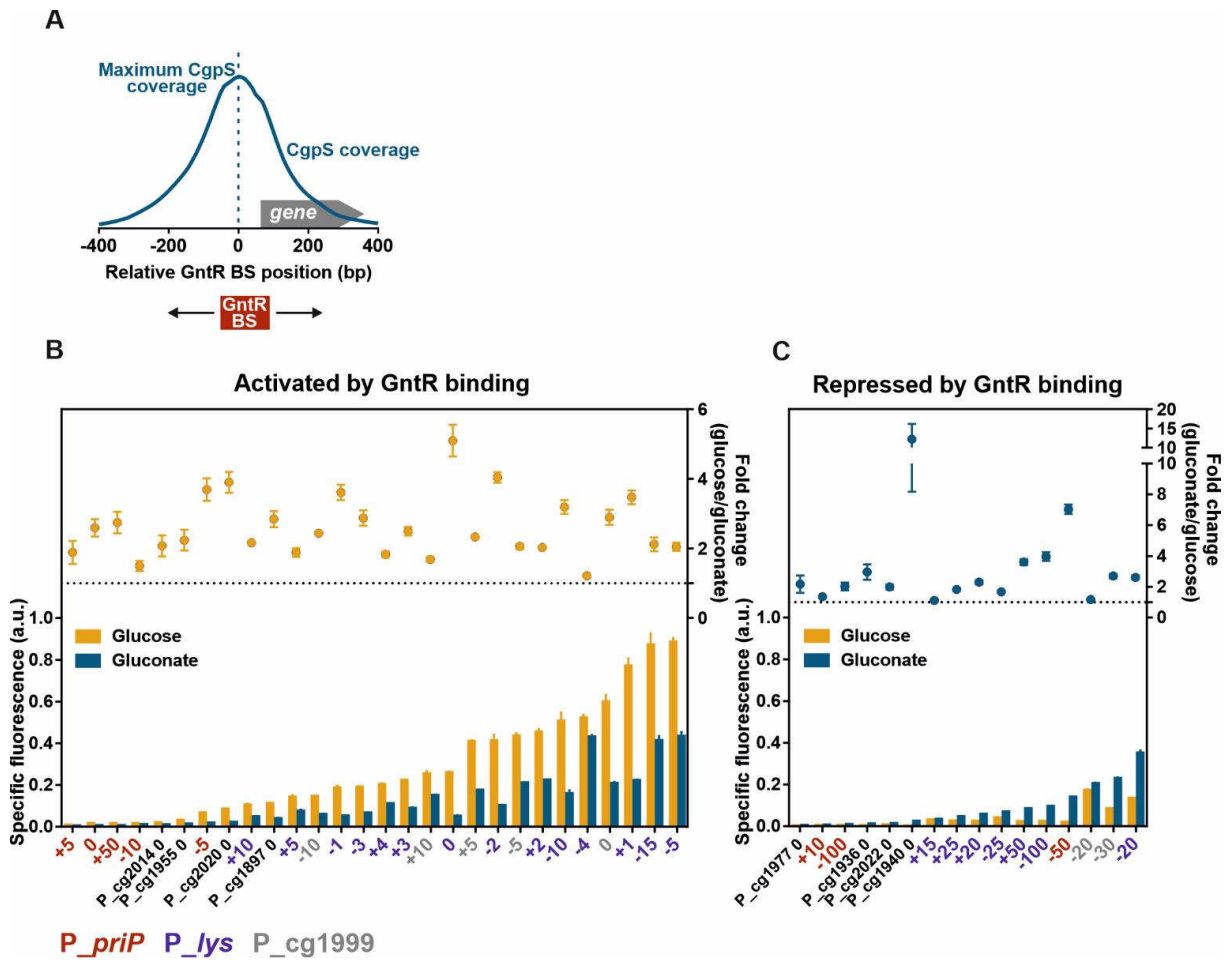 A
Maximum CgpS
coverage
CgpS coverage
gene
-400 -200 0 200 400
Relative GntR BS position (bp)
GntR
BS
B
Activated by GntR binding
6
4
2
0
Fold change
(glucose/gluconate)
Specific fluorescence (a.u.)
1.0
0.8
0.6
0.4
0.2
0.0
Glucose
Gluconate
+5 0 +50 -10 P_cg2014 0 P_cg1955 0 -5 P_cg2020 0 +10 P_cg1897 0 +5 -10 -1 -3 +4 +3 +10 0 +5 -2 -5 +2 -10 -4 0 +1 -15 -5
C
Repressed by GntR binding
20
15
10
10
8
6
4
2
0
Fold change
(gluconate/glucose)
Specific fluorescence (a.u.)
1.0
0.8
0.6
0.4
0.2
0.0
Glucose
Gluconate
P_cg1977 0 +10 -100 P_cg1936 0 P_cg2022 0 P_cg1940 0 +15 +25 +20 -25 +50 -100 -50 -20 -30 -20
P_priP P_lys P_cg1999